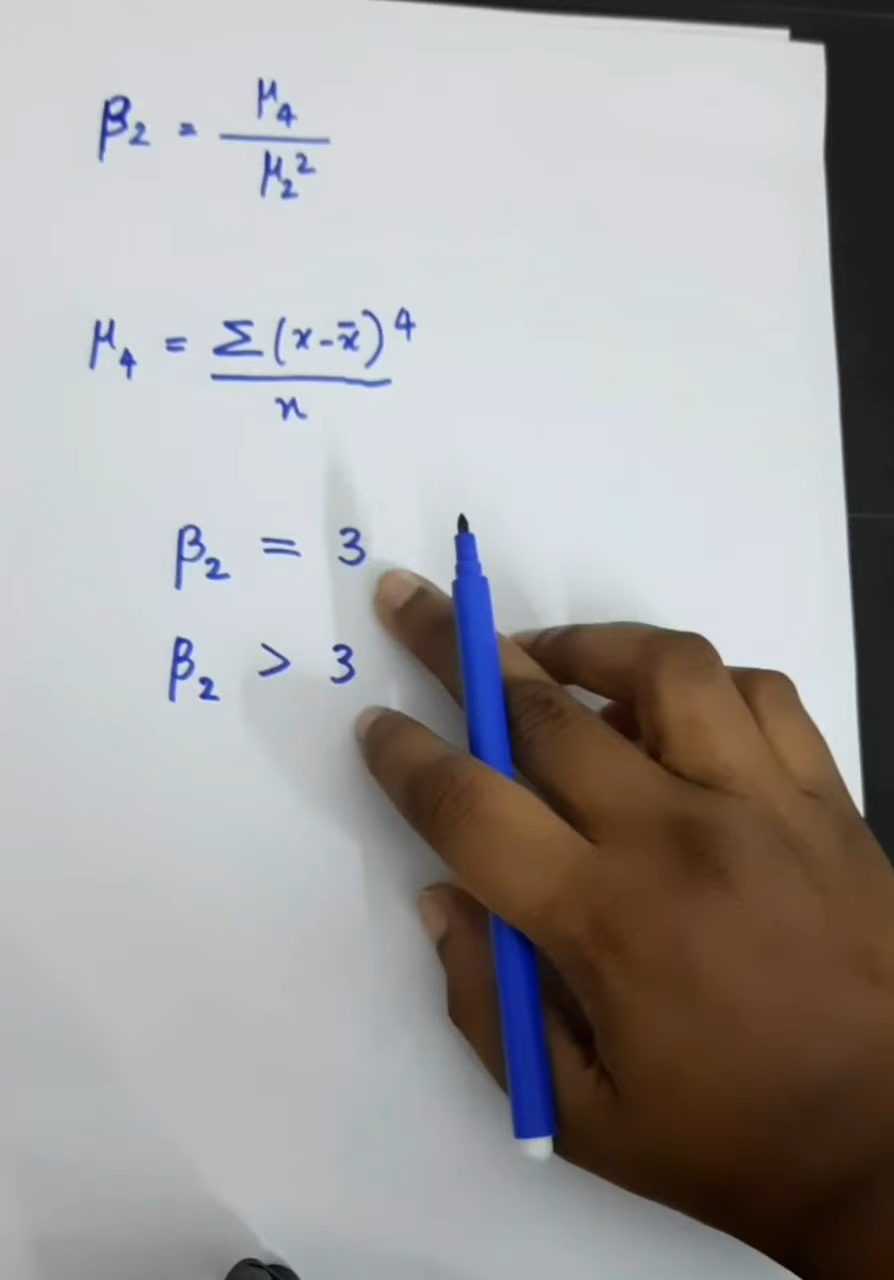 β₂ = μ₄ / μ₂²
μ₄ = Σ(x-x̄)⁴ / n
β₂ = 3
β₂ > 3